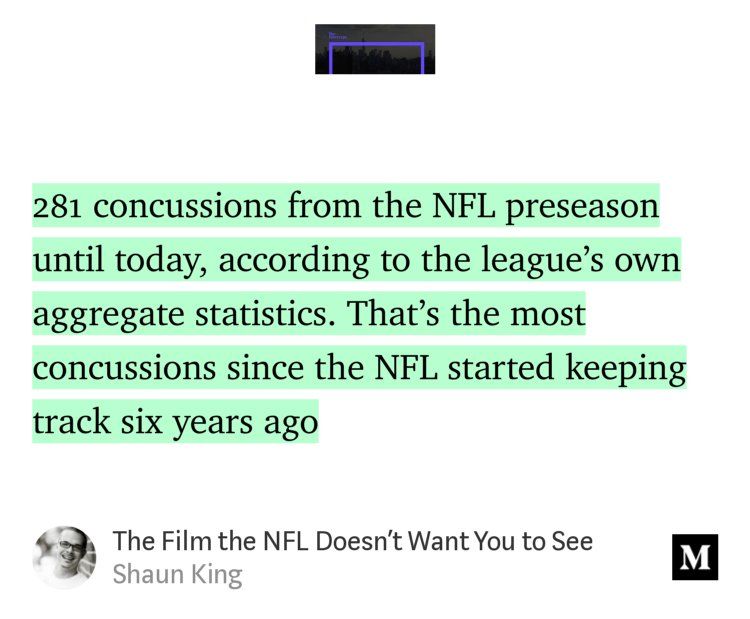 281 concussions from the NFL preseason
until today, according to the league’s own
aggregate statistics. That’s the most
concussions since the NFL started keeping
track six years ago
The Film the NFL Doesn’t Want You to See
Shaun King
M